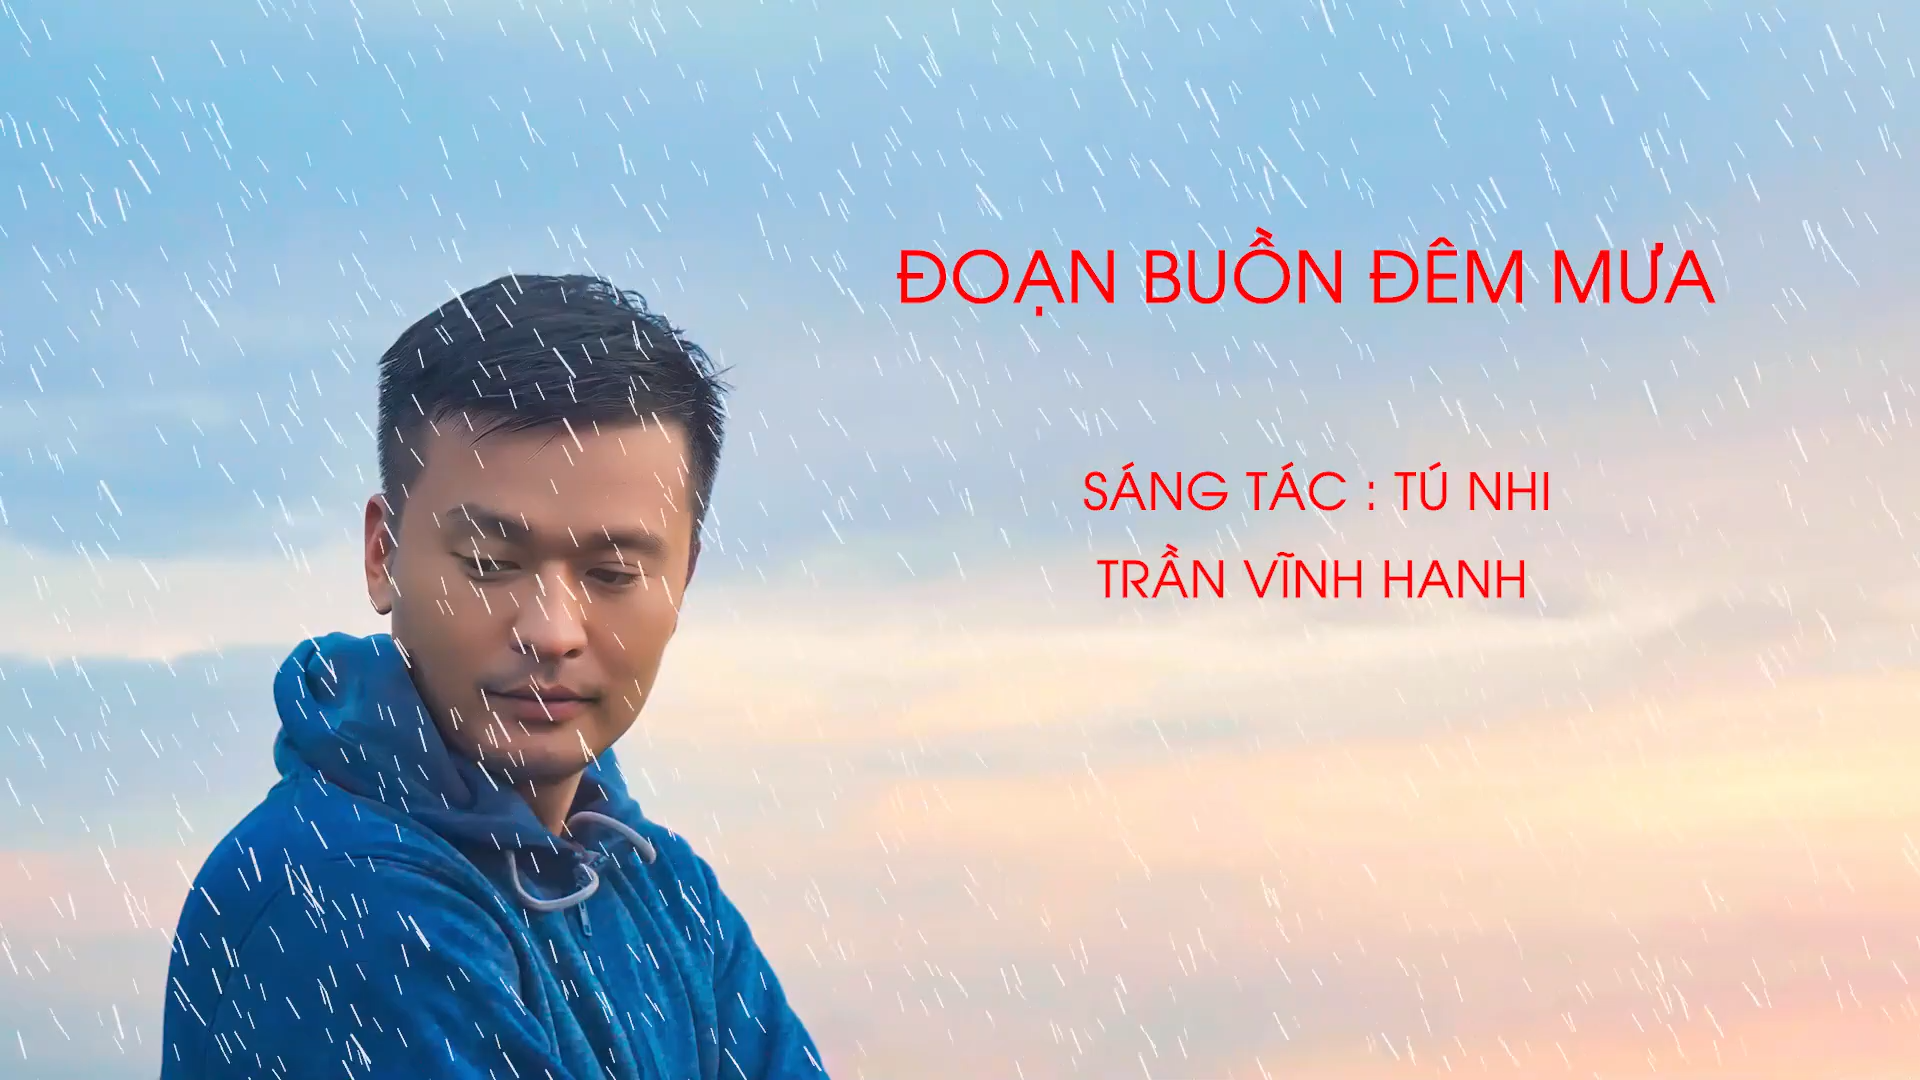 ĐOẠN BUỒN ĐÊM MƯA
SÁNG TÁC : TÚ NHI
TRẦN VĨNH HANH